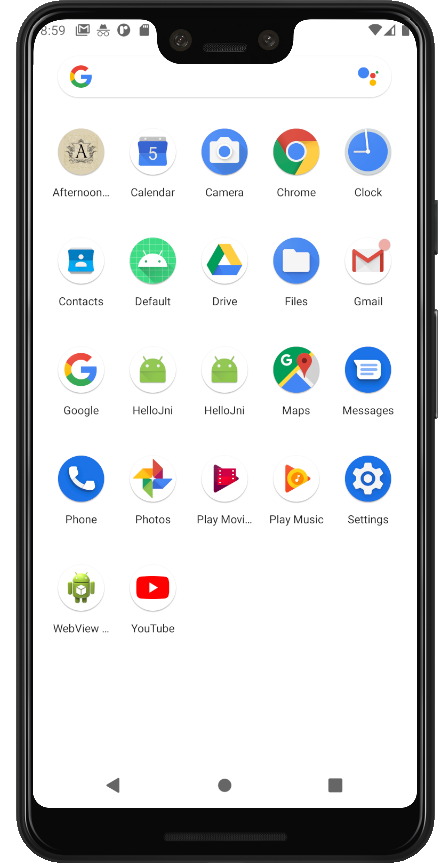 8:59
G
A
Afternoon...
Calendar
5
Camera
Chrome
Clock
Contacts
Default
Drive
Files
Gmail
G
G
Google
HelloJni
HelloJni
Maps
Messages
Phone
Photos
Play Movi...
Play Music
Settings
WebView ...
YouTube